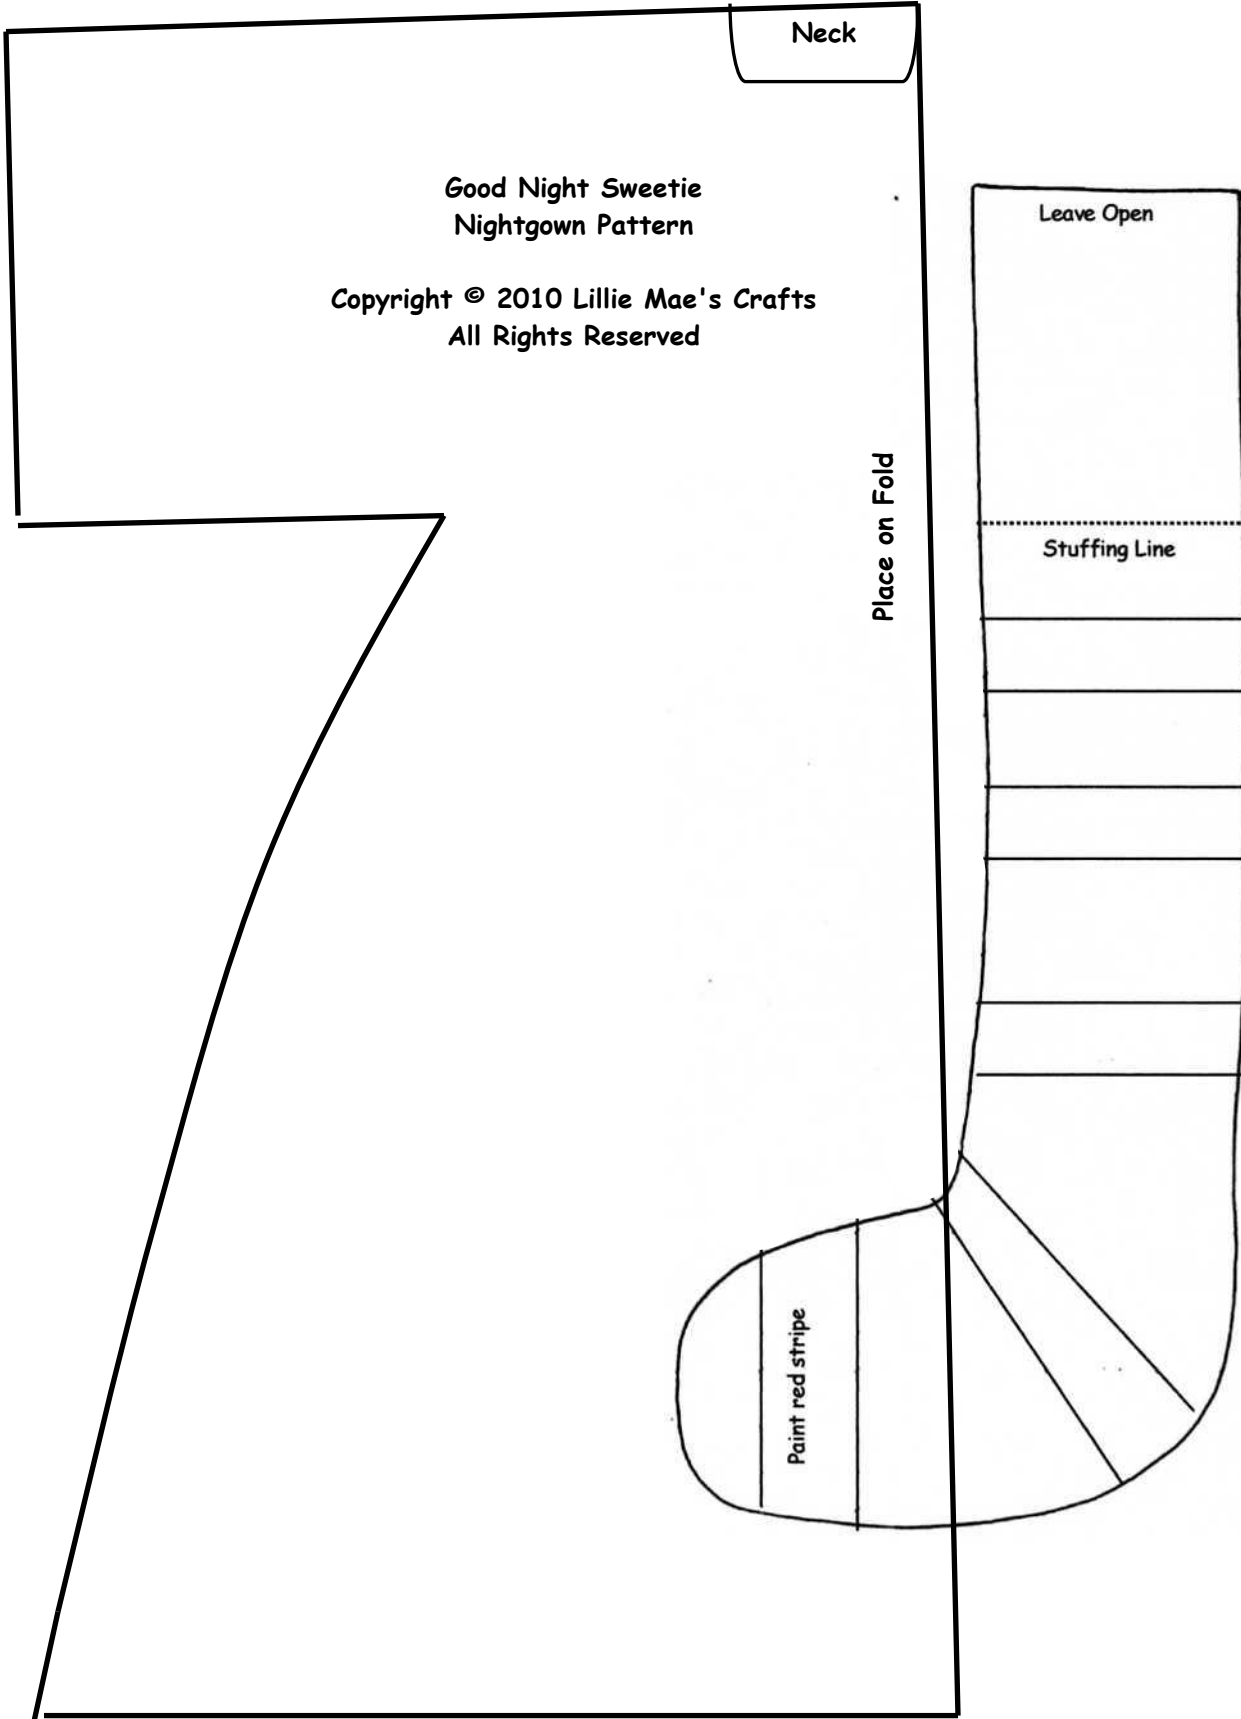 Neck
Good Night Sweetie
Nightgown Pattern
Copyright © 2010 Lillie Mae's Crafts
All Rights Reserved
Leave Open
Place on Fold
Stuffing Line
Paint red stripe